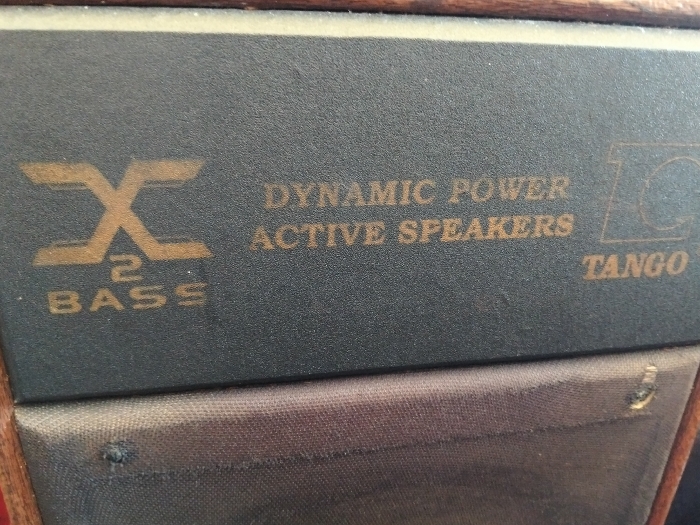 X
2
BASS
DYNAMIC POWER
ACTIVE SPEAKERS
TANGO